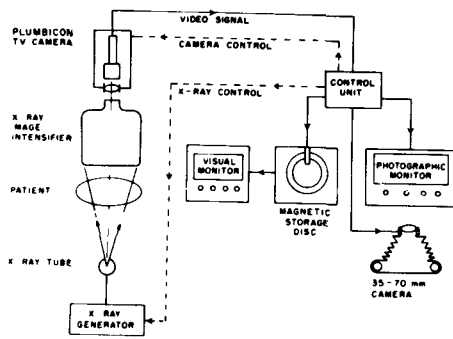 VIDEO SIGNAL
PLUMBICON
TV CAMERA
CAMERA CONTROL
X-RAY CONTROL
CONTROL
UNIT
X RAY
IMAGE
INTENSIFIER
VISUAL
MONITOR
PHOTOGRAPHIC
MONITOR
PATIENT
MAGNETIC
STORAGE
DISC
X RAY TUBE
35-70 mm
CAMERA
X RAY
GENERATOR